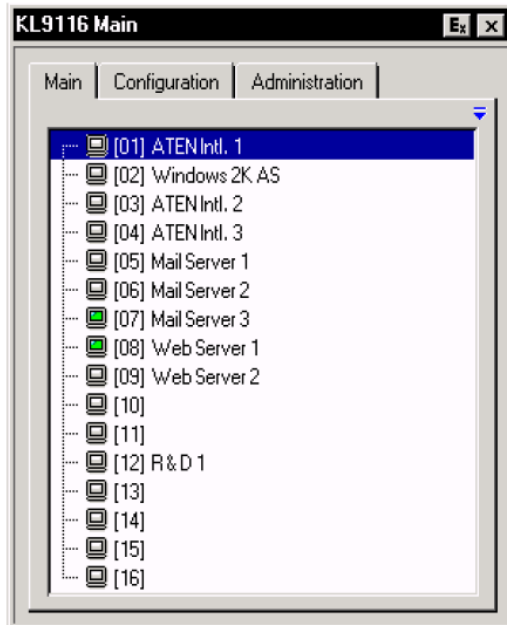 KL9116 Main Ex X
Main Configuration Administration
[01] ATEN Intl. 1
[02] Windows 2K AS
[03] ATEN Intl. 2
[04] ATEN Intl. 3
[05] Mail Server 1
[06] Mail Server 2
[07] Mail Server 3
[08] Web Server 1
[09] Web Server 2
[10]
[11]
[12] R & D 1
[13]
[14]
[15]
[16]